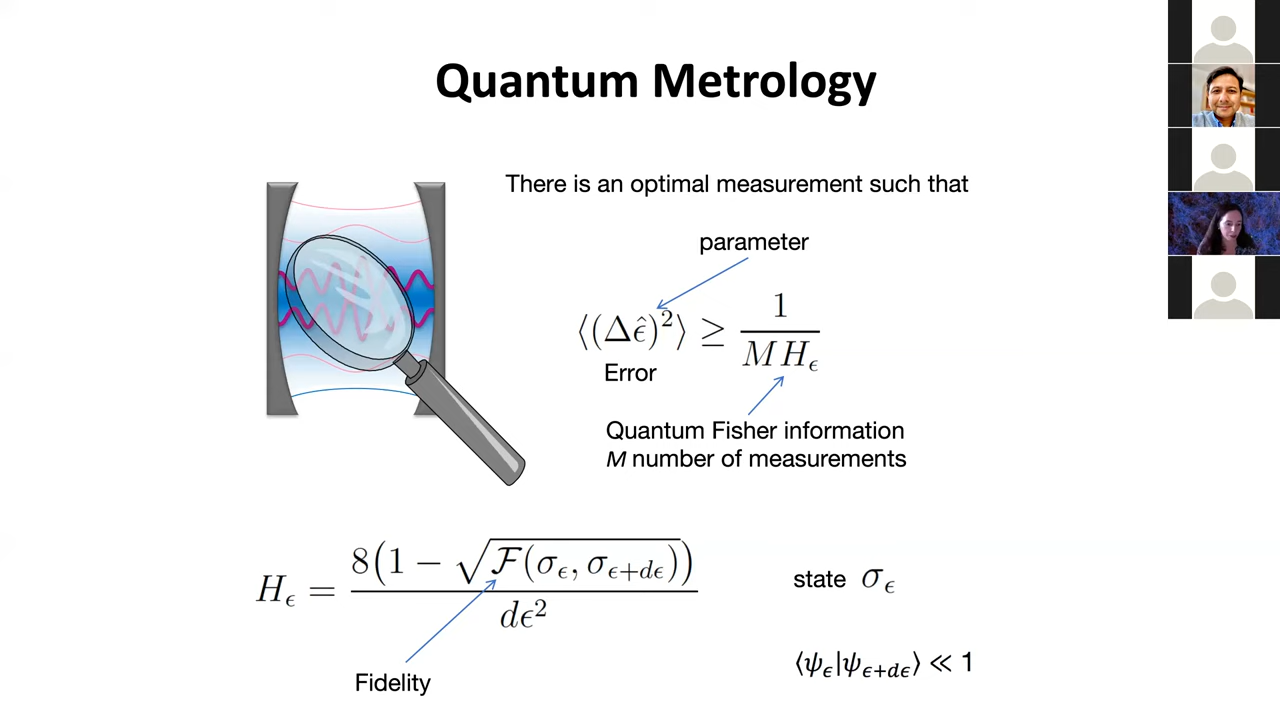 Quantum Metrology
There is an optimal measurement such that
parameter
⟨(Δε̂)²⟩ ≥ 1 / (M H_ε)
Error
Quantum Fisher information
M number of measurements
H_ε = 8(1 − √F(σ_ε, σ_{ε+dε})) / dε²
state σ_ε
Fidelity
⟨ψ_ε|ψ_{ε+dε}⟩ ≪ 1